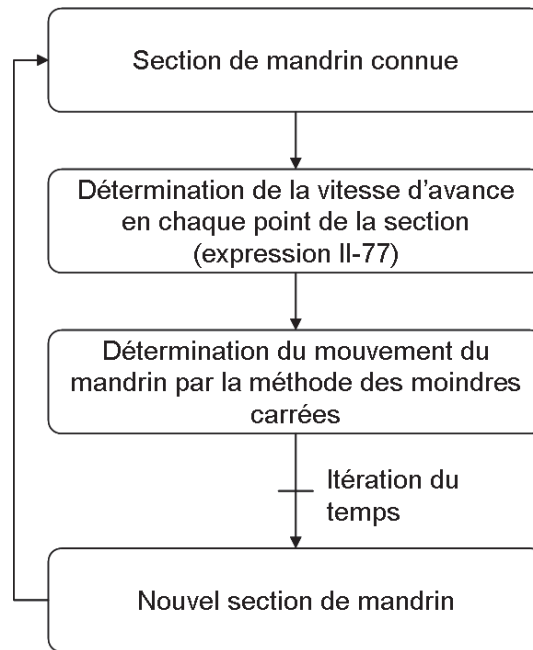 Section de mandrin connue
Détermination de la vitesse d'avance
en chaque point de la section
(expression II-77)
Détermination du mouvement du
mandrin par la méthode des moindres
carrées
Itération du
temps
Nouvel section de mandrin